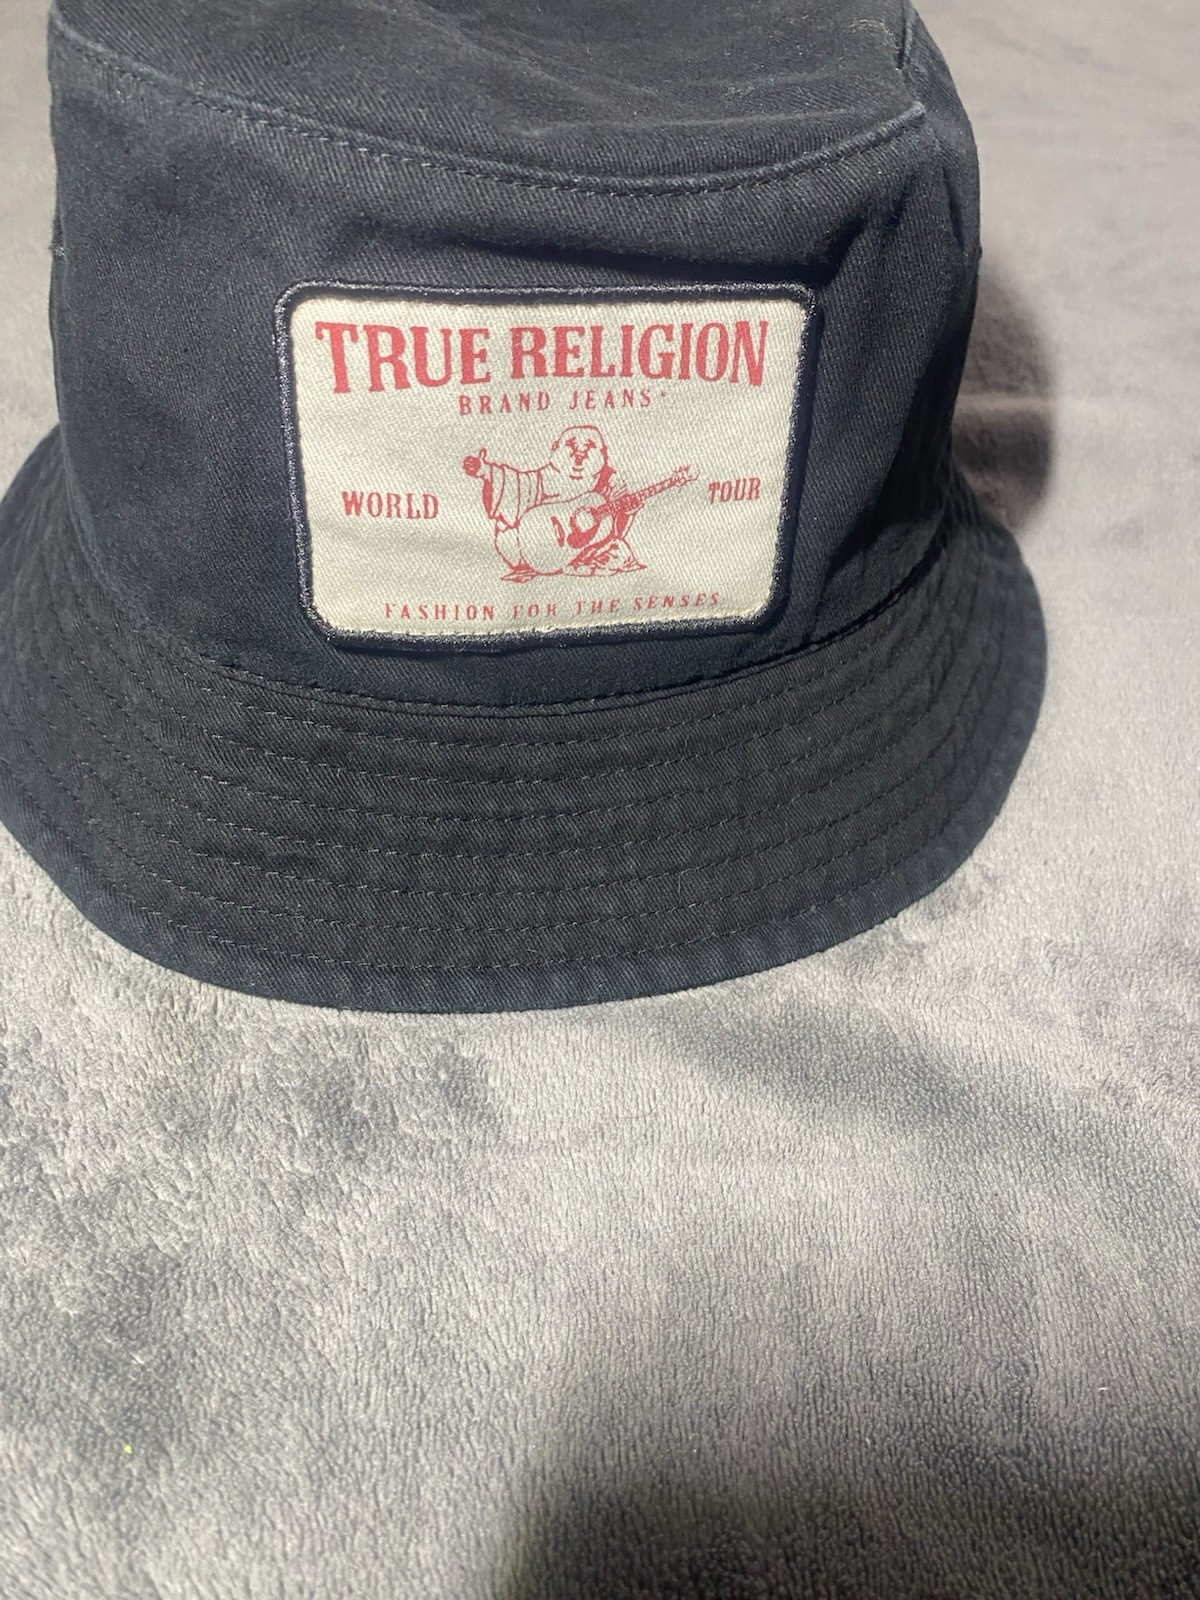 TRUE RELIGION
BRAND JEANS
WORLD TOUR
FASHION FOR THE SENSES